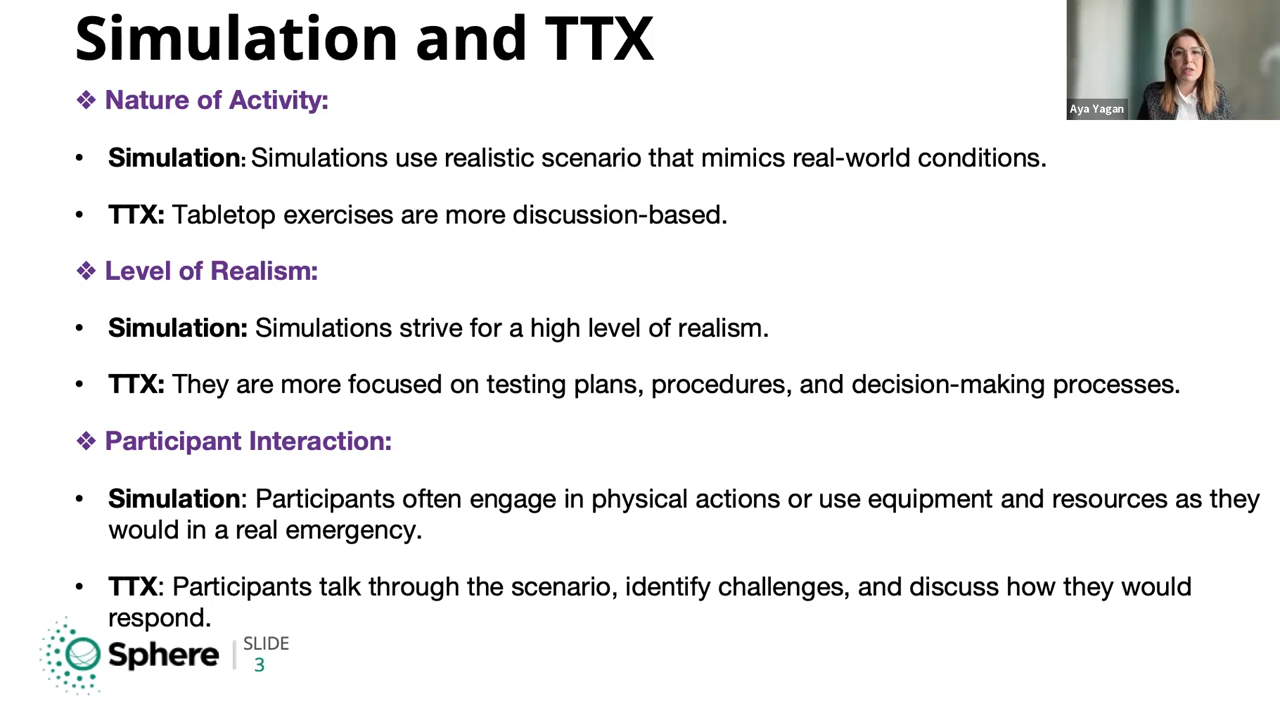 Simulation and TTX
Aya Yagan
❖ Nature of Activity:
• Simulation: Simulations use realistic scenario that mimics real-world conditions.
• TTX: Tabletop exercises are more discussion-based.
❖ Level of Realism:
• Simulation: Simulations strive for a high level of realism.
• TTX: They are more focused on testing plans, procedures, and decision-making processes.
❖ Participant Interaction:
• Simulation: Participants often engage in physical actions or use equipment and resources as they
would in a real emergency.
• TTX: Participants talk through the scenario, identify challenges, and discuss how they would
respond.
Sphere
SLIDE
3